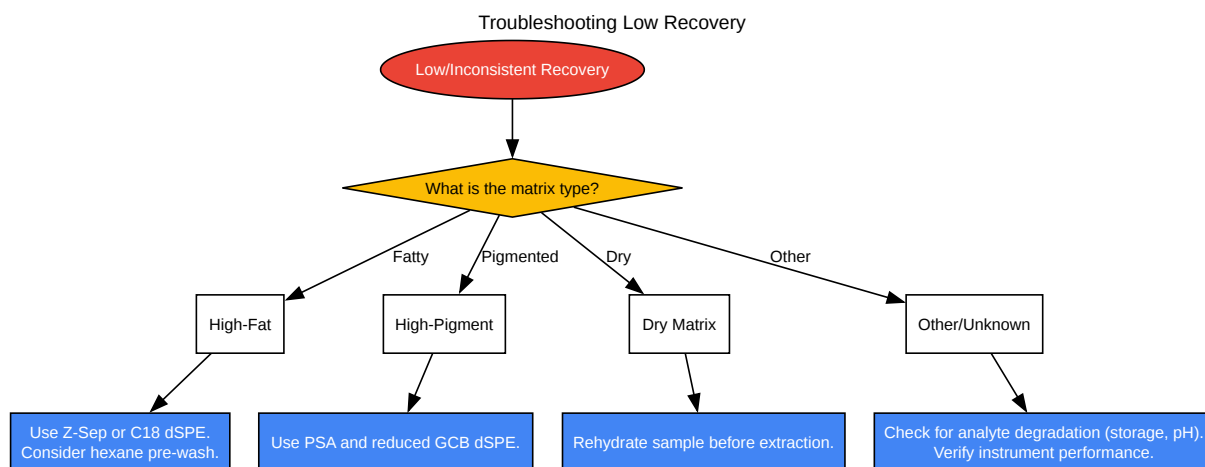 Troubleshooting Low Recovery
Low/Inconsistent Recovery
What is the matrix type?
Fatty
Pigmented
Dry
Other
High-Fat
High-Pigment
Dry Matrix
Other/Unknown
Use Z-Sep or C18 dSPE.
Consider hexane pre-wash.
Use PSA and reduced GCB dSPE.
Rehydrate sample before extraction.
Check for analyte degradation (storage, pH).
Verify instrument performance.